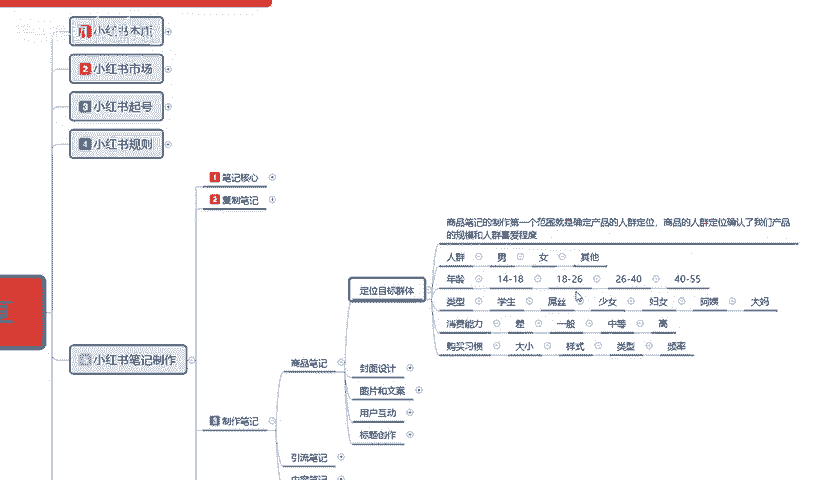 1 小红书本质
2 小红书市场
3 小红书起号
4 小红书规则
1 笔记核心
2 复制笔记
商品笔记的制作第一个范围就是确定产品的人群定位，商品的人群定位确认了我们产品
的规模和人群喜爱程度
人群 男 女 其他
年龄 14-18 18-26 26-40 40-55
类型 学生 屌丝 少女 妇女 阿姨 大妈
消费能力 差 一般 中等 高
购买习惯 大小 样式 类型 频率
定位目标群体
小红书笔记制作
商品笔记
封面设计
图片和文案
用户互动
标题创作
3 制作笔记
引流笔记
内容笔记